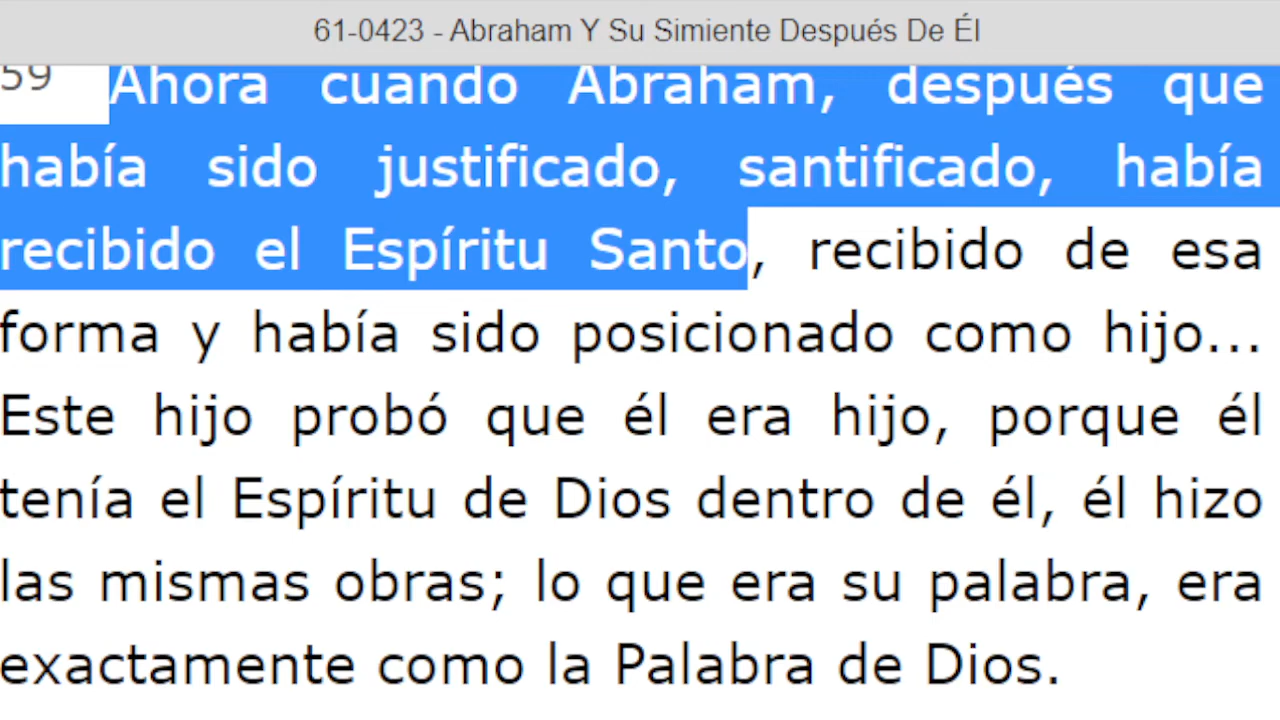 61-0423 - Abraham Y Su Simiente Después De Él
59 Ahora cuando Abraham, después que
había sido justificado, santificado, había
recibido el Espíritu Santo, recibido de esa
forma y había sido posicionado como hijo...
Este hijo probó que él era hijo, porque él
tenía el Espíritu de Dios dentro de él, él hizo
las mismas obras; lo que era su palabra, era
exactamente como la Palabra de Dios.